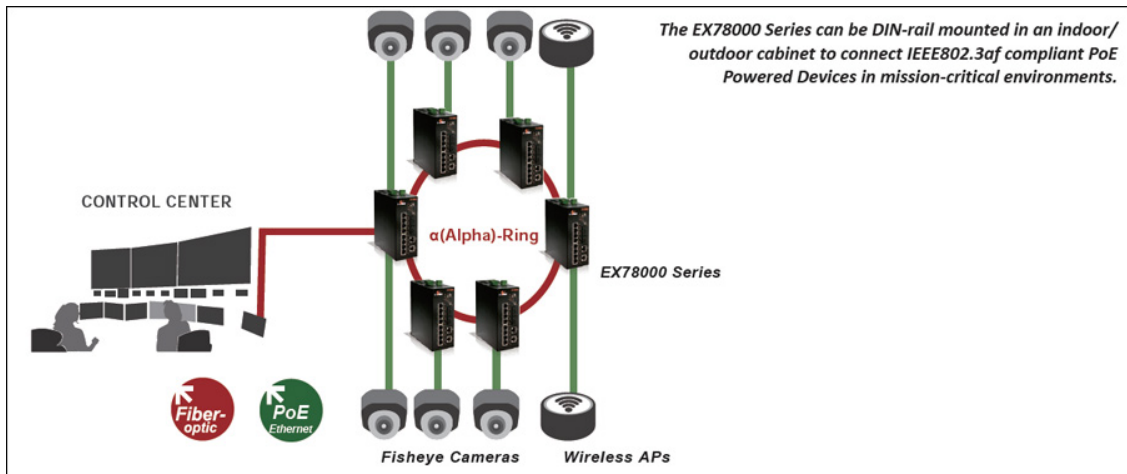 The EX78000 Series can be DIN-rail mounted in an indoor/
outdoor cabinet to connect IEEE802.3af compliant PoE
Powered Devices in mission-critical environments.
CONTROL CENTER
α(Alpha)-Ring
EX78000 Series
Fiber-
optic
PoE
Ethernet
Fisheye Cameras
Wireless APs